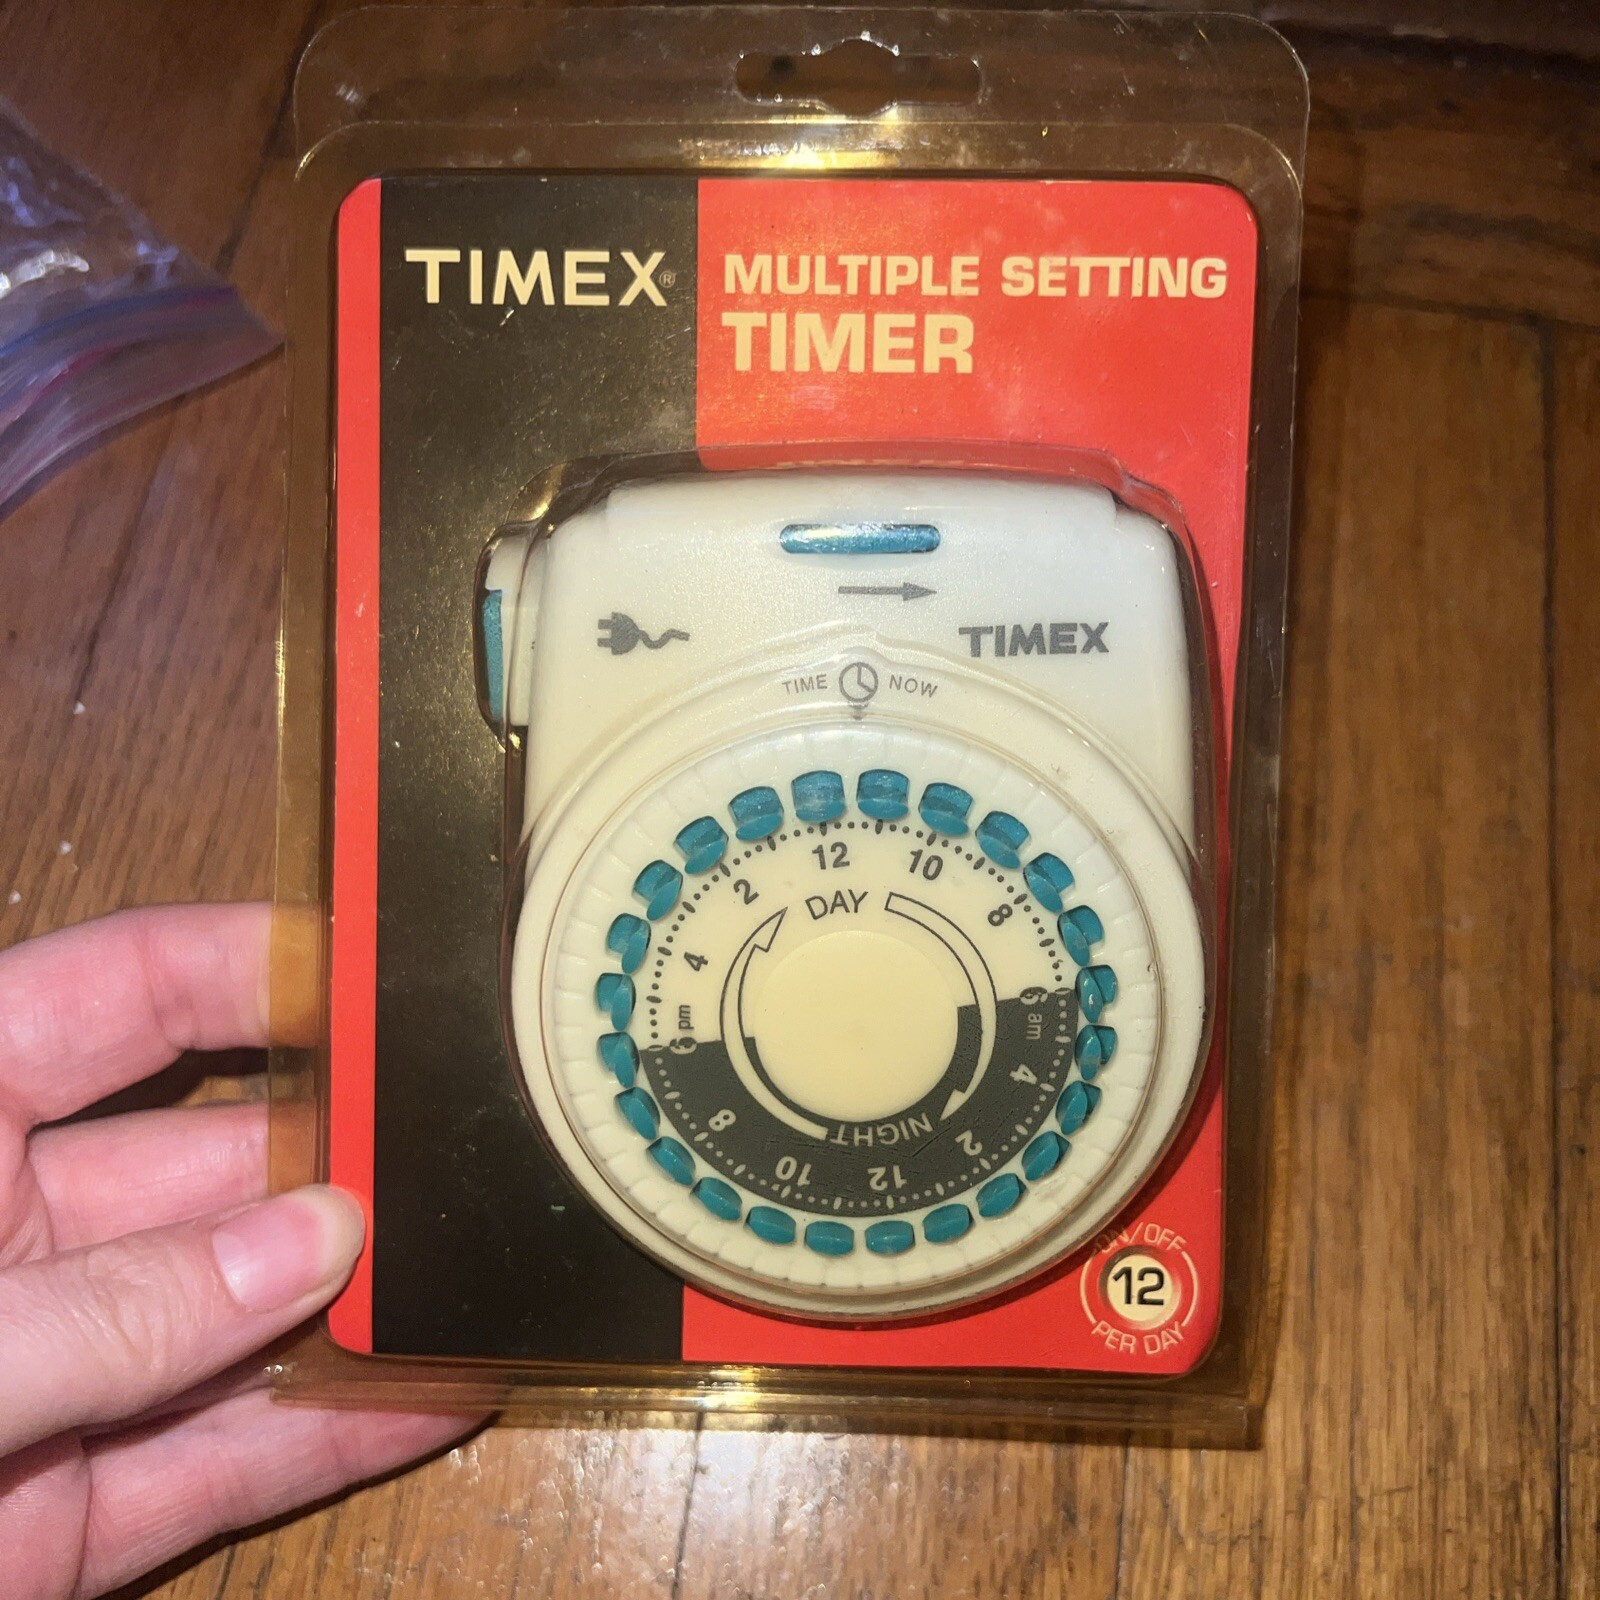 TIMEX®
MULTIPLE SETTING
TIMER
TIMEX
TIME NOW
12
10
8
6 am
4
2
12
10
8
6 pm
4
2
DAY
NIGHT
ON/OFF
12
PER DAY